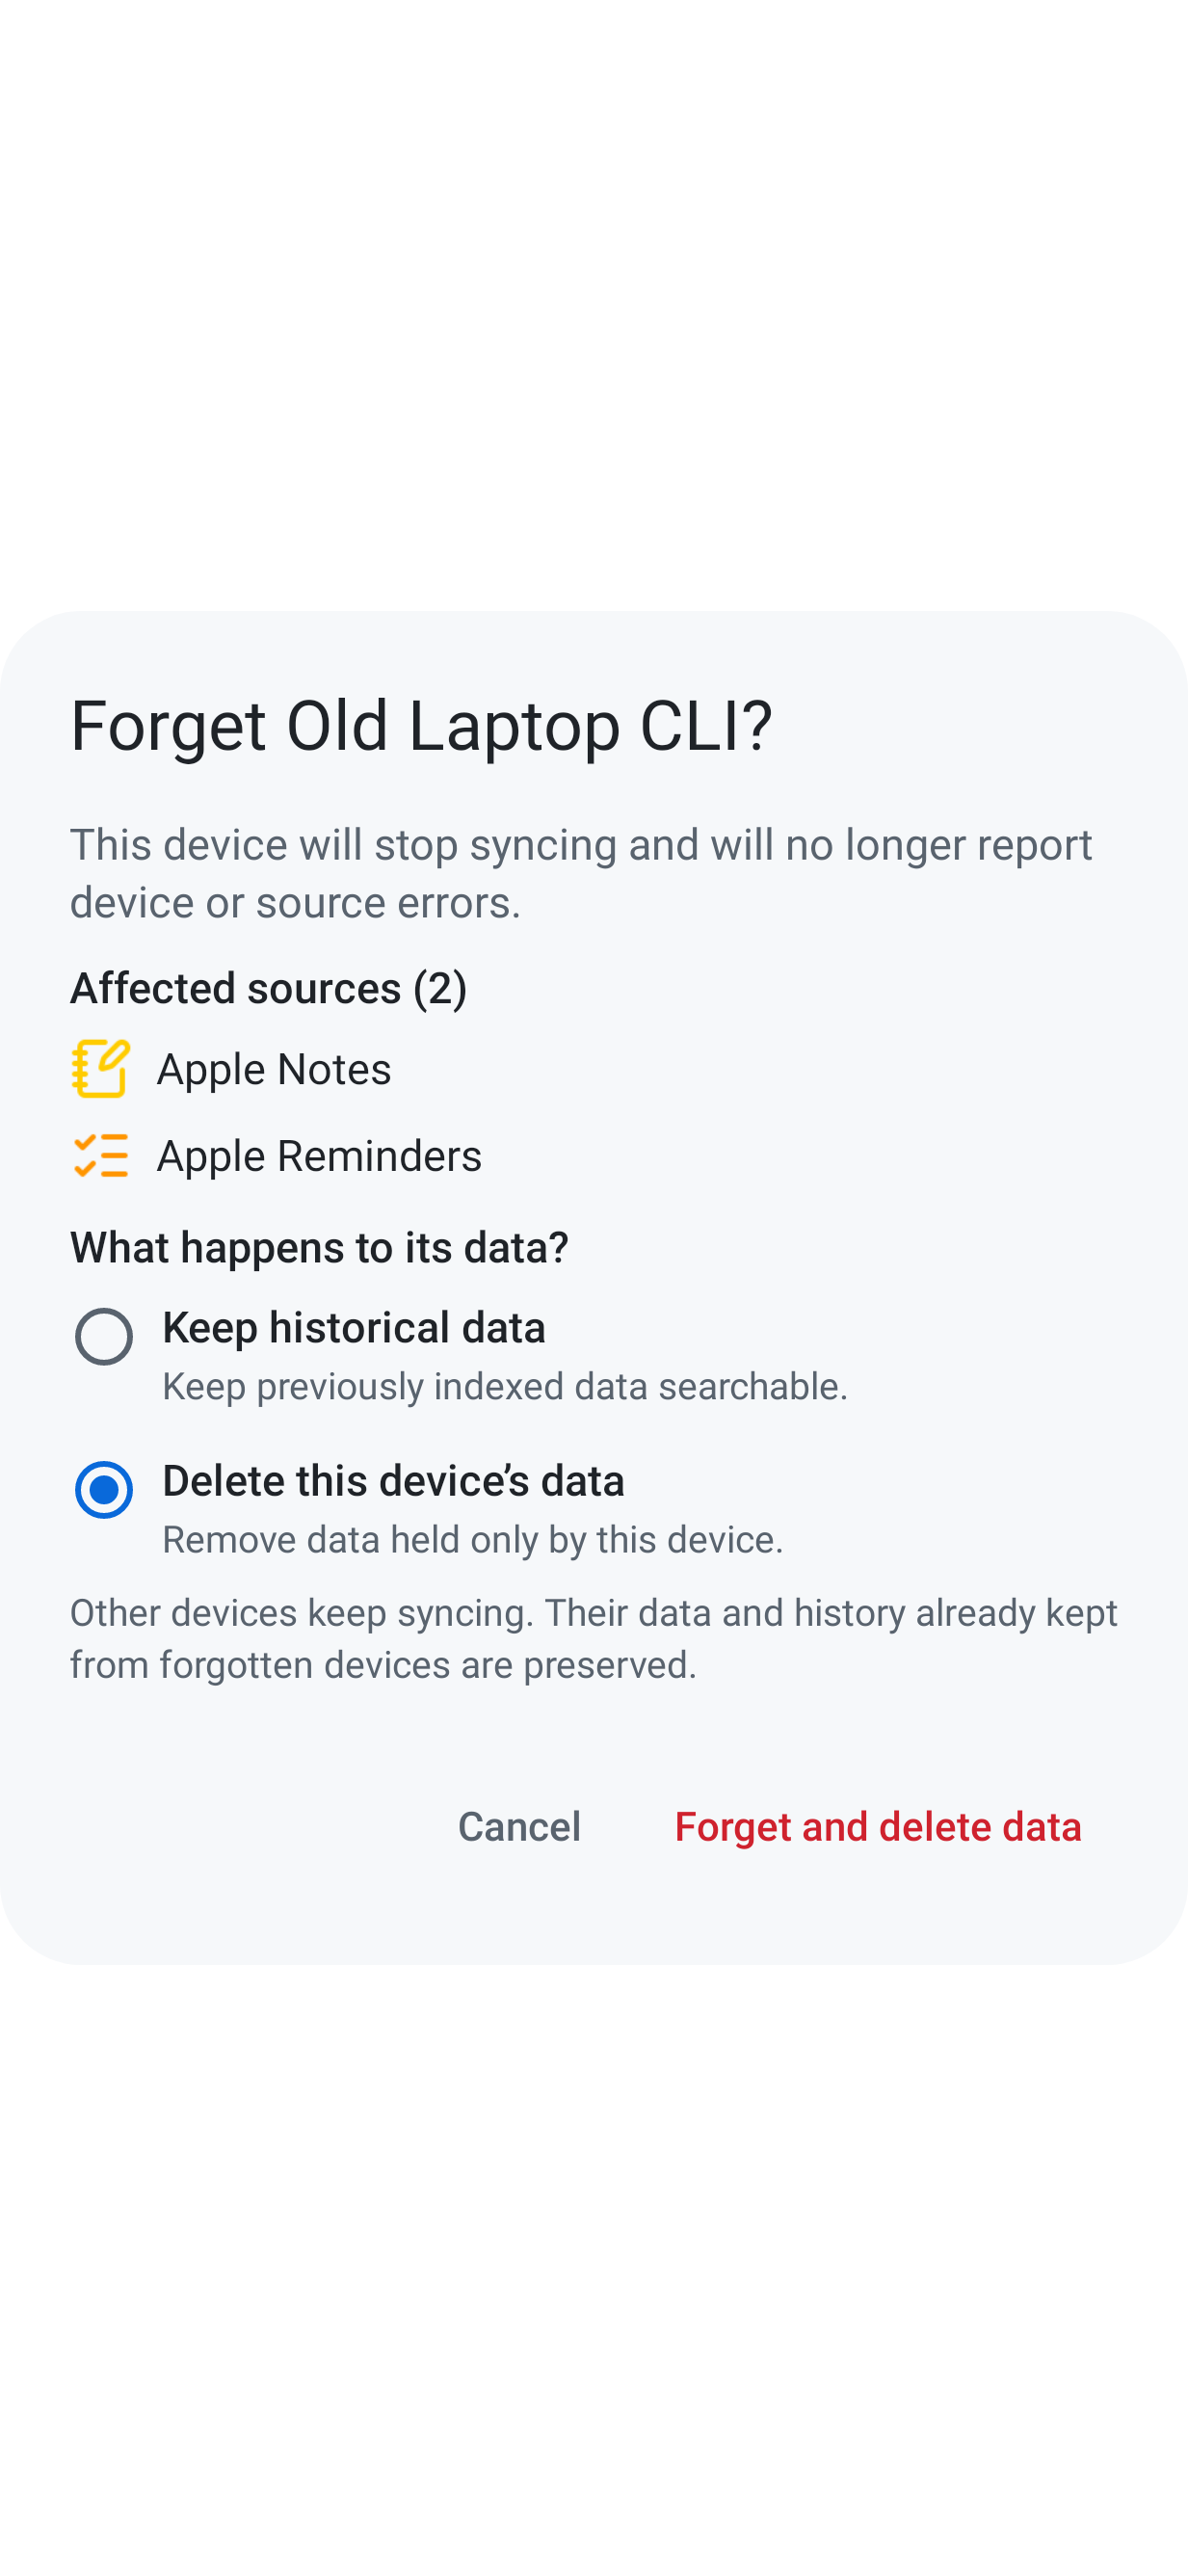 Forget Old Laptop CLI?
This device will stop syncing and will no longer report
device or source errors.
Affected sources (2)
Apple Notes
Apple Reminders
What happens to its data?
Keep historical data
Keep previously indexed data searchable.
Delete this device’s data
Remove data held only by this device.
Other devices keep syncing. Their data and history already kept
from forgotten devices are preserved.
Cancel
Forget and delete data